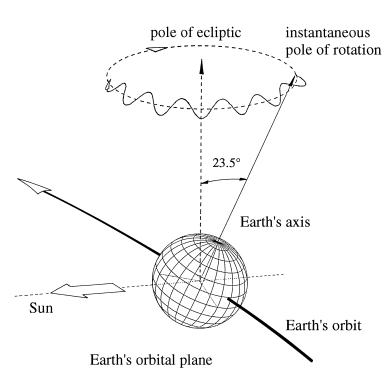 pole of ecliptic
instantaneous
pole of rotation
23.5°
Earth's axis
Sun
Earth's orbit
Earth's orbital plane